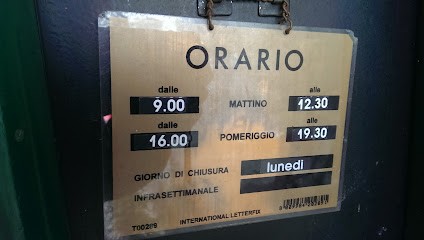 ORARIO
dalle alle
9.00 MATTINO 12.30
dalle alle
16.00 POMERIGGIO 19.30
GIORNO DI CHIUSURA lunedi
INFRASETTIMANALE
INTERNATIONAL LETTERFIX